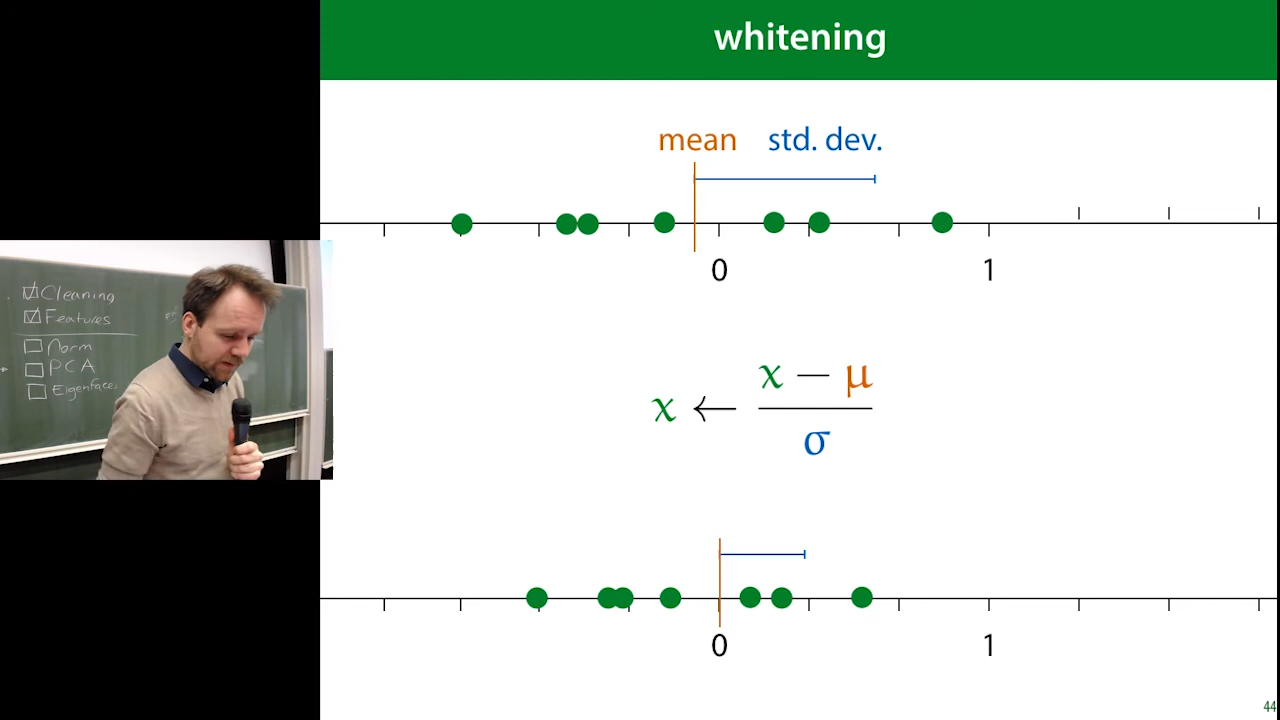 whitening
mean std. dev.
0 1
x ← x − μ
σ
0 1
44
Cleaning
Features
Norm
PCA
Eigenfaces